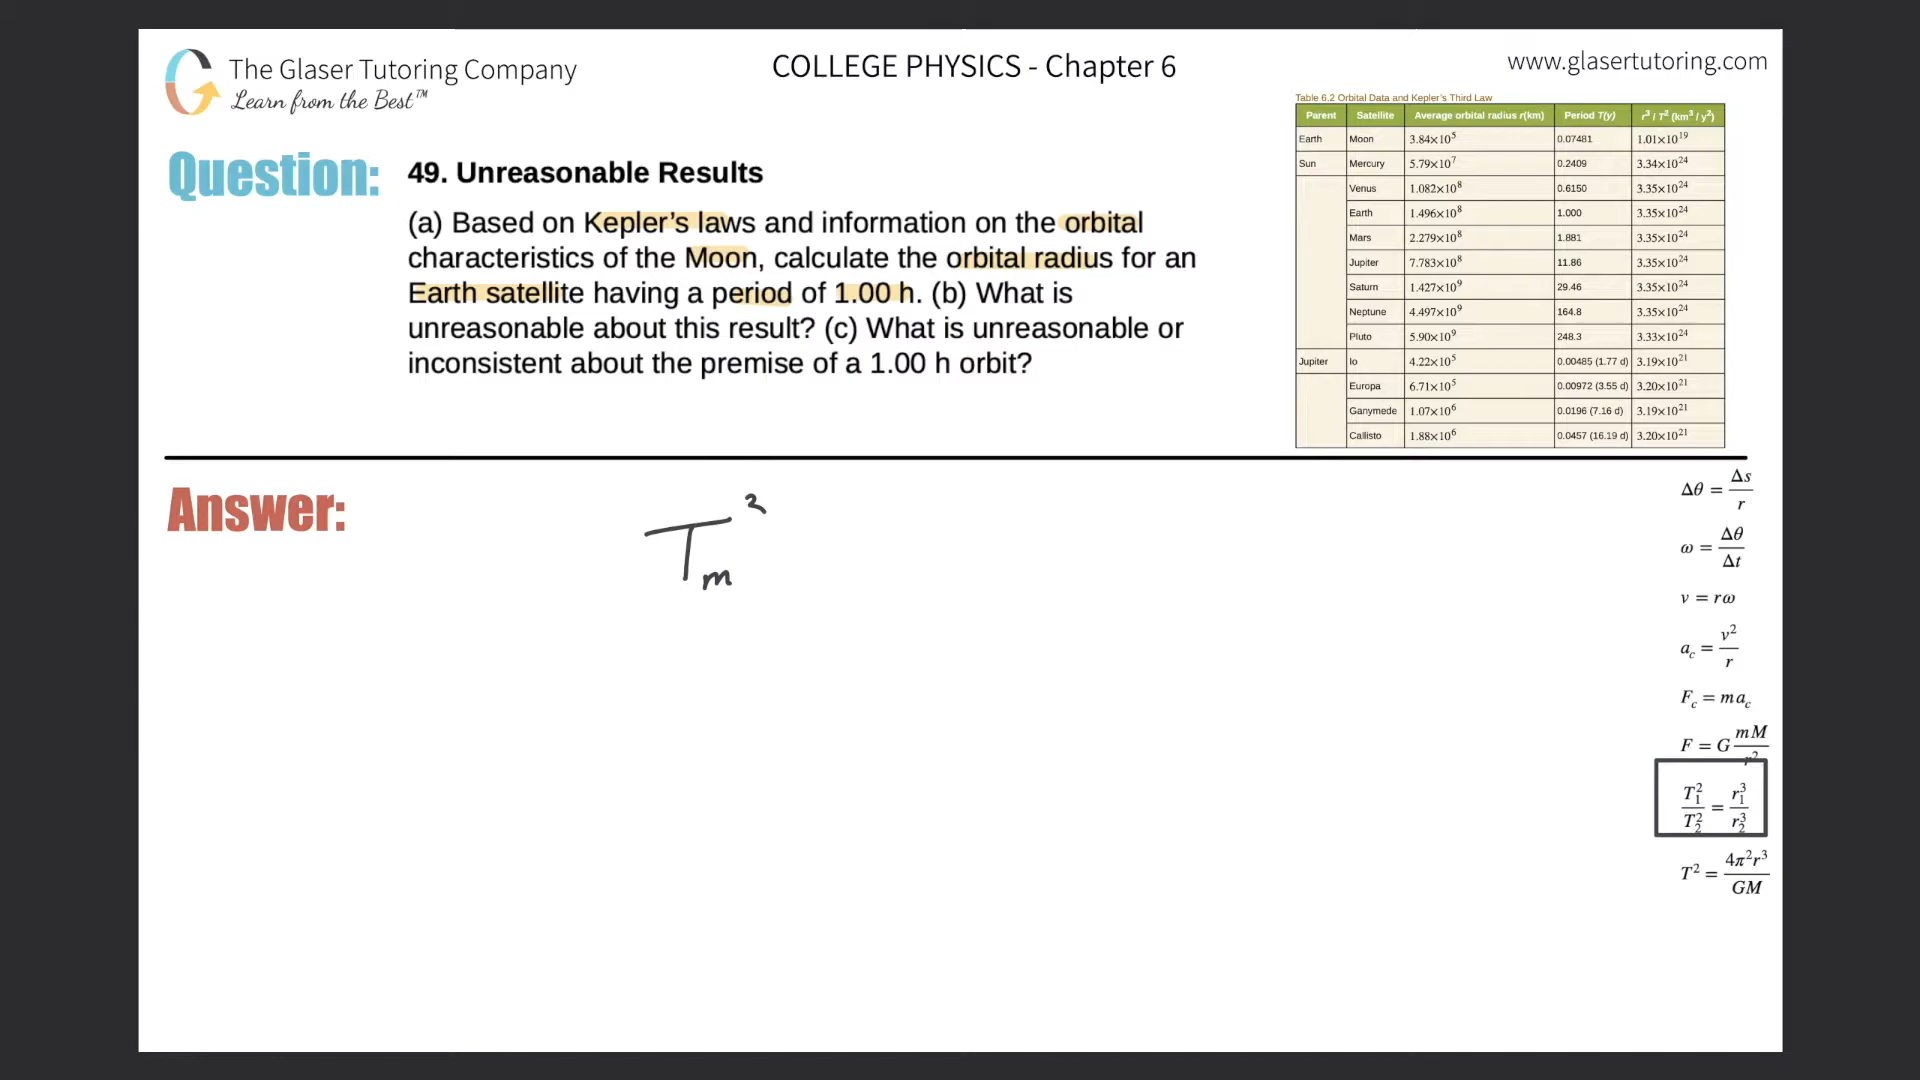 The Glaser Tutoring Company
Learn from the Best™
COLLEGE PHYSICS - Chapter 6
www.glasertutoring.com
Question:
49. Unreasonable Results
(a) Based on Kepler's laws and information on the orbital
characteristics of the Moon, calculate the orbital radius for an
Earth satellite having a period of 1.00 h. (b) What is
unreasonable about this result? (c) What is unreasonable or
inconsistent about the premise of a 1.00 h orbit?
Table 6.2 Orbital Data and Kepler's Third Law
Parent Satellite Average orbital radius r(km) Period T(y) r³ / T² (km³ / y²)
Earth Moon 3.84×10⁵ 0.07481 1.01×10¹⁹
Sun Mercury 5.79×10⁷ 0.2409 3.34×10²⁴
Venus 1.082×10⁸ 0.6150 3.35×10²⁴
Earth 1.496×10⁸ 1.000 3.35×10²⁴
Mars 2.279×10⁸ 1.881 3.35×10²⁴
Jupiter 7.783×10⁸ 11.86 3.35×10²⁴
Saturn 1.427×10⁹ 29.46 3.35×10²⁴
Neptune 4.497×10⁹ 164.8 3.35×10²⁴
Pluto 5.90×10⁹ 248.3 3.33×10²⁴
Jupiter Io 4.22×10⁵ 0.00485 (1.77 d) 3.19×10²¹
Europa 6.71×10⁵ 0.00972 (3.55 d) 3.20×10²¹
Ganymede 1.07×10⁶ 0.0196 (7.16 d) 3.19×10²¹
Callisto 1.88×10⁶ 0.0457 (16.19 d) 3.20×10²¹
Answer:
Tₘ²
Δθ = Δs / r
ω = Δθ / Δt
v = rω
a_c = v² / r
F_c = ma_c
F = G mM / r²
T₁² / T₂² = r₁³ / r₂³
T² = 4π²r³ / GM